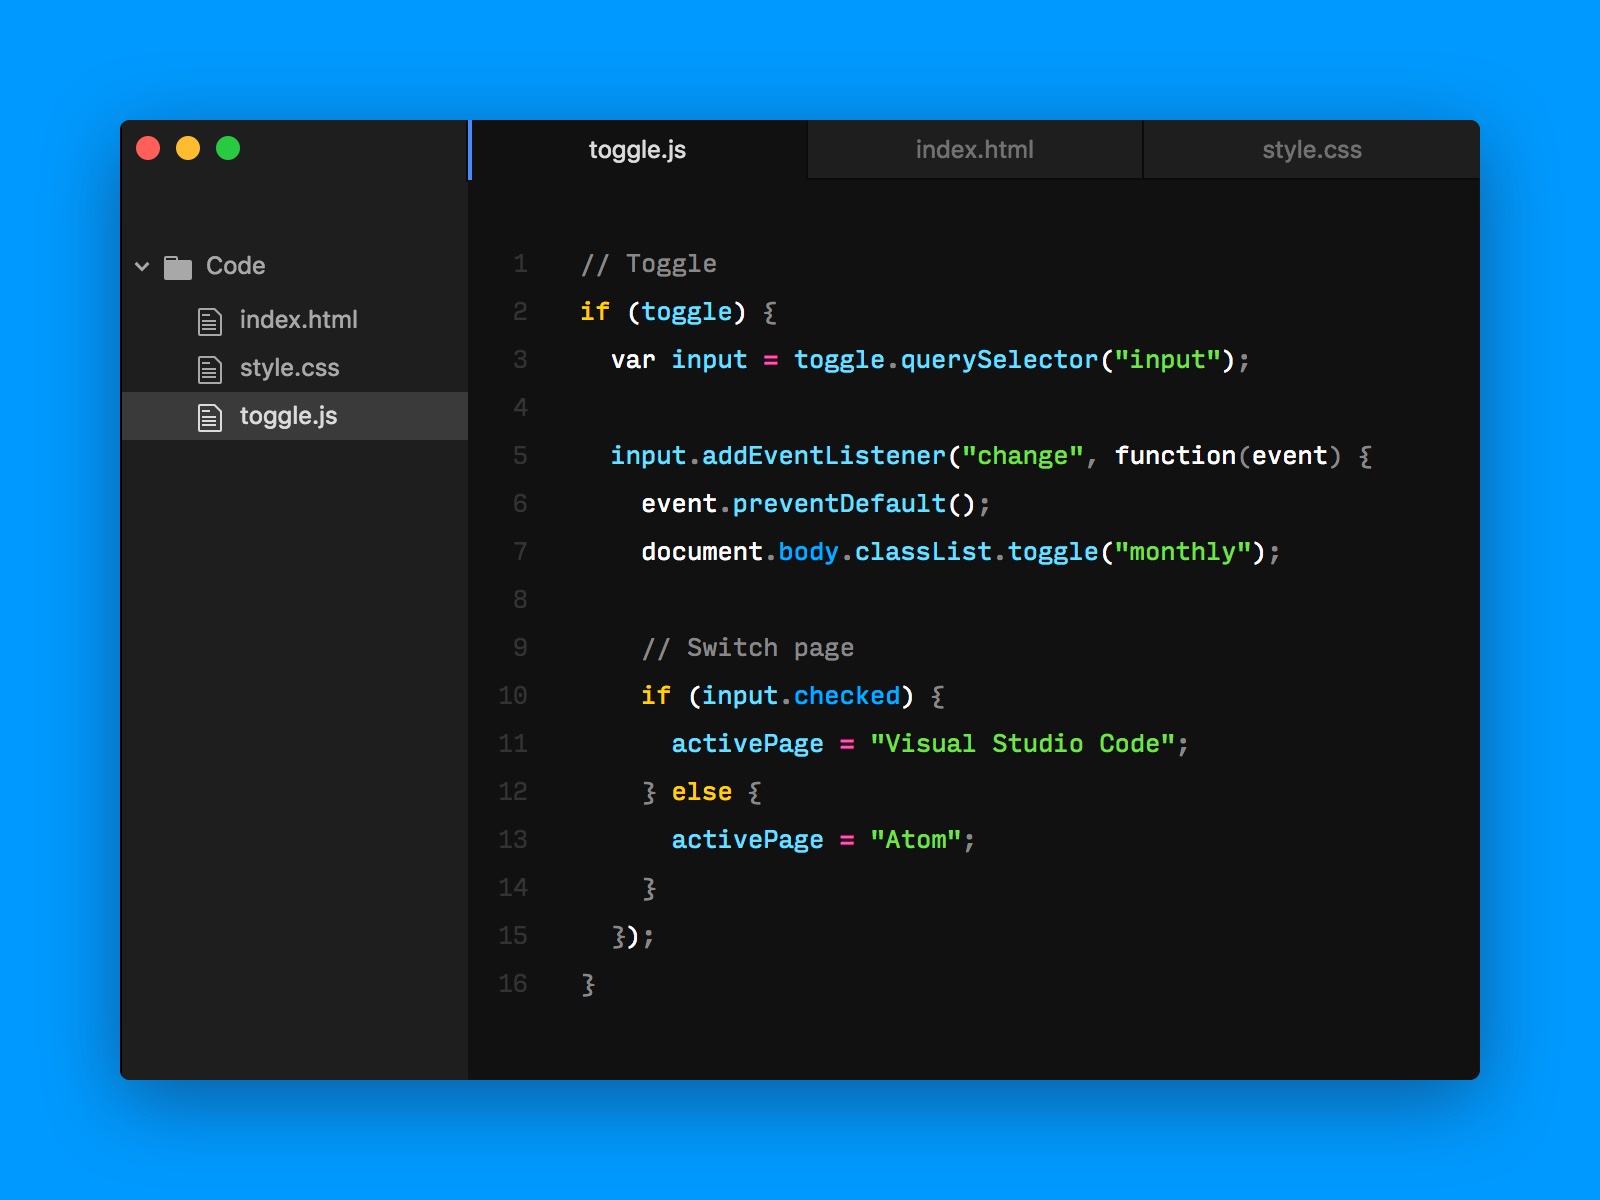 toggle.js index.html style.css
Code
index.html
style.css
toggle.js
1 // Toggle
2 if (toggle) {
3   var input = toggle.querySelector("input");
4
5   input.addEventListener("change", function(event) {
6     event.preventDefault();
7     document.body.classList.toggle("monthly");
8
9     // Switch page
10     if (input.checked) {
11       activePage = "Visual Studio Code";
12     } else {
13       activePage = "Atom";
14     }
15   });
16 }